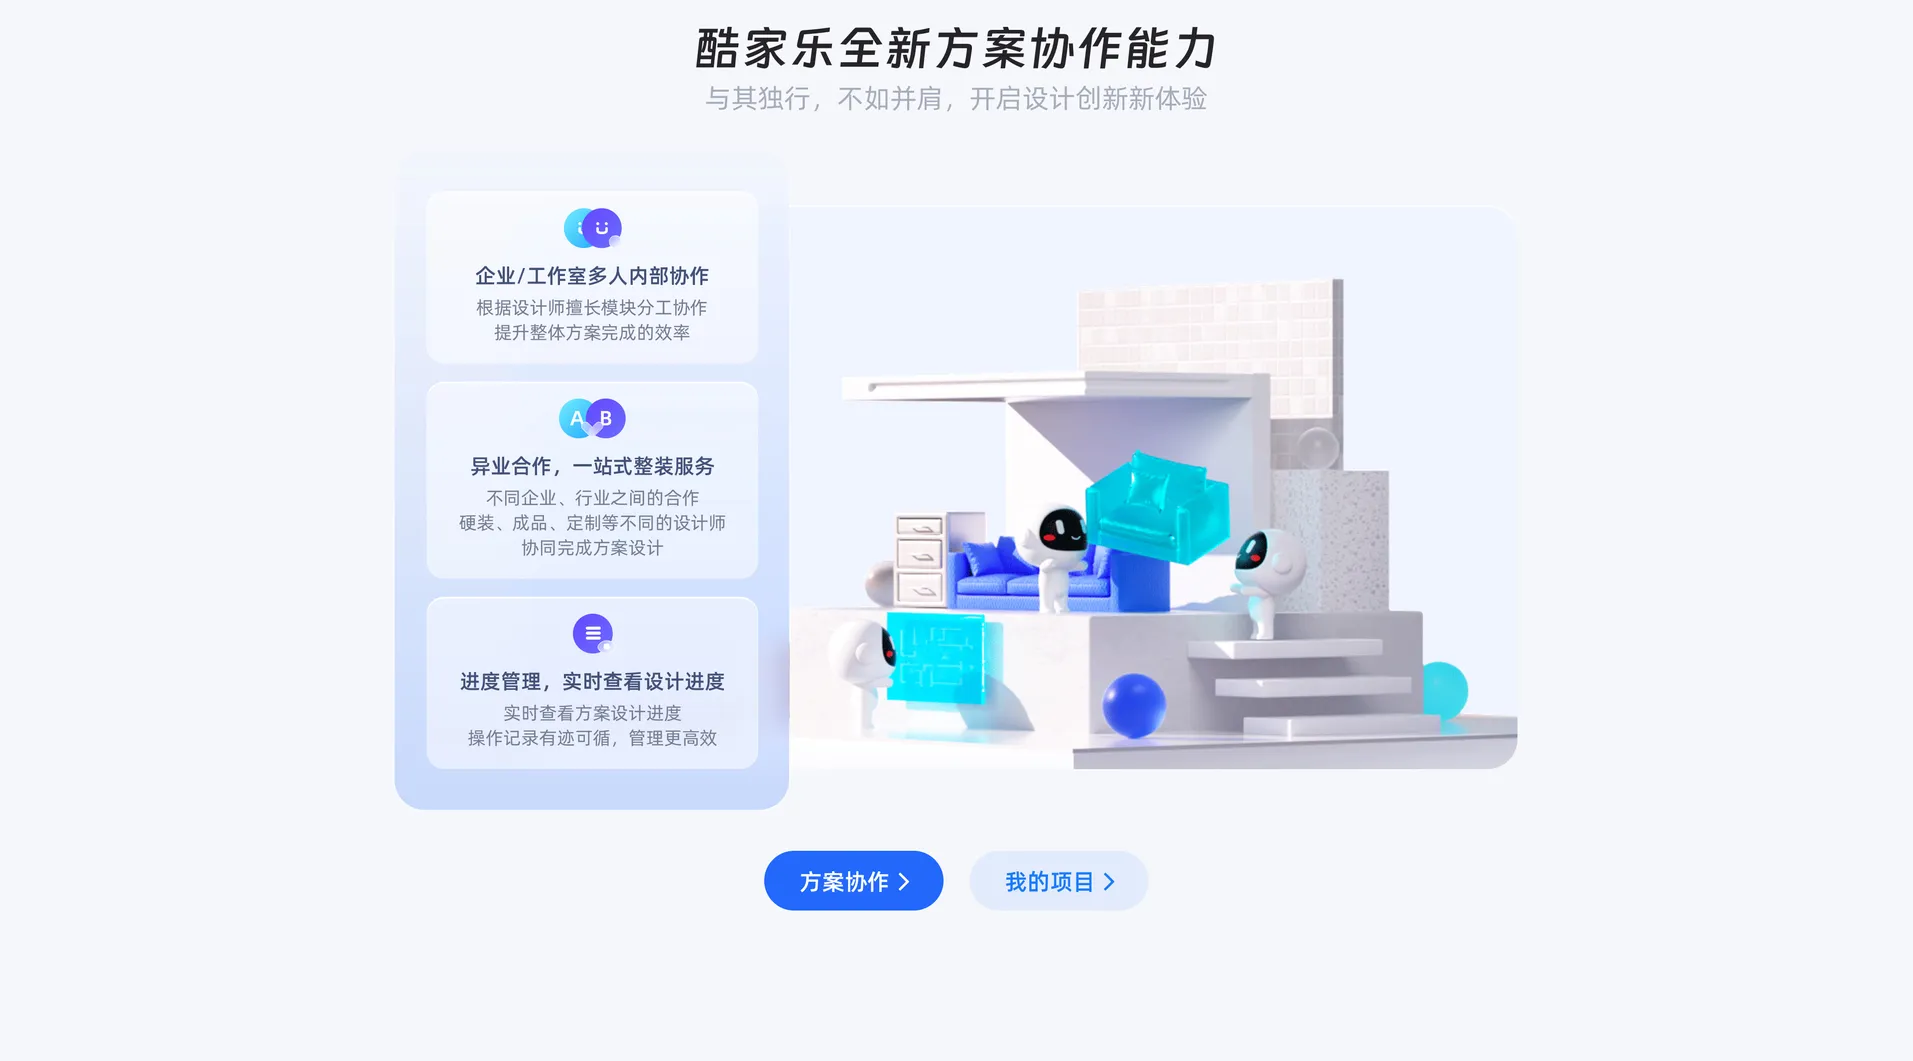 酷家乐全新方案协作能力
与其独行，不如并肩，开启设计创新新体验
企业/工作室多人内部协作
根据设计师擅长模块分工协作
提升整体方案完成的效率
A B
异业合作，一站式整装服务
不同企业、行业之间的合作
硬装、成品、定制等不同的设计师
协同完成方案设计
进度管理，实时查看设计进度
实时查看方案设计进度
操作记录有迹可循，管理更高效
方案协作
我的项目